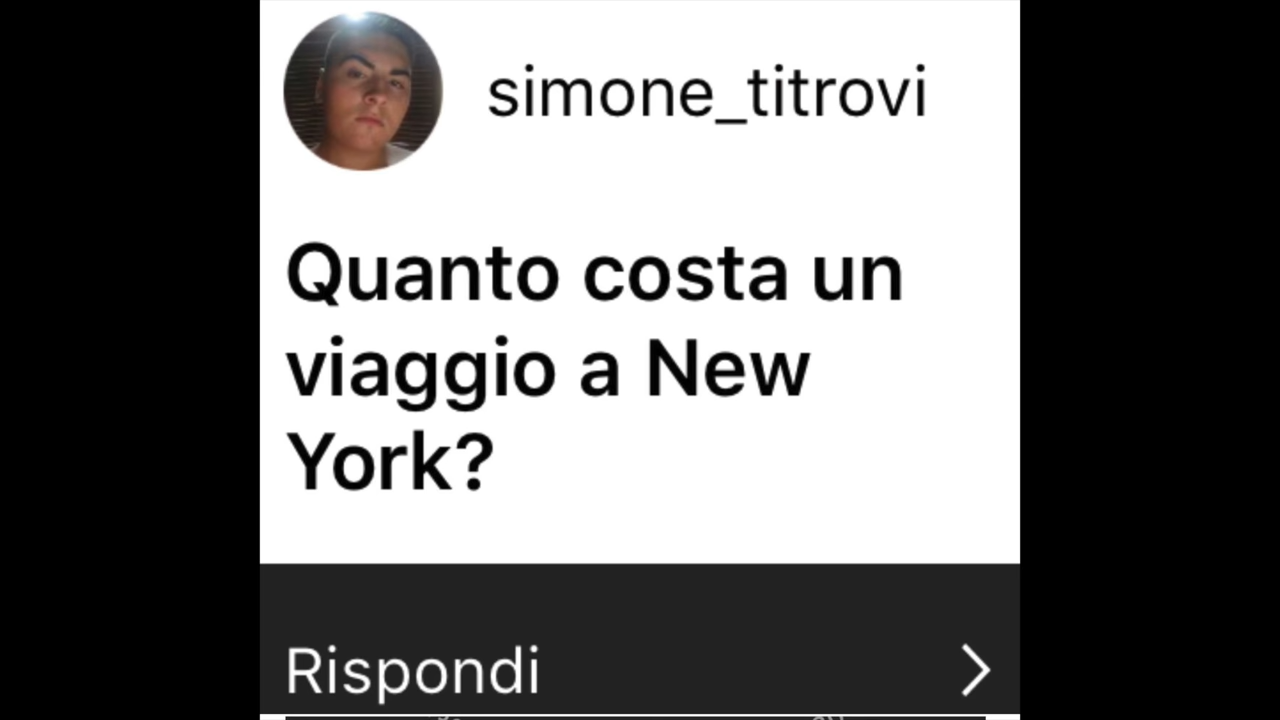 simone_titrovi
Quanto costa un
viaggio a New
York?
Rispondi